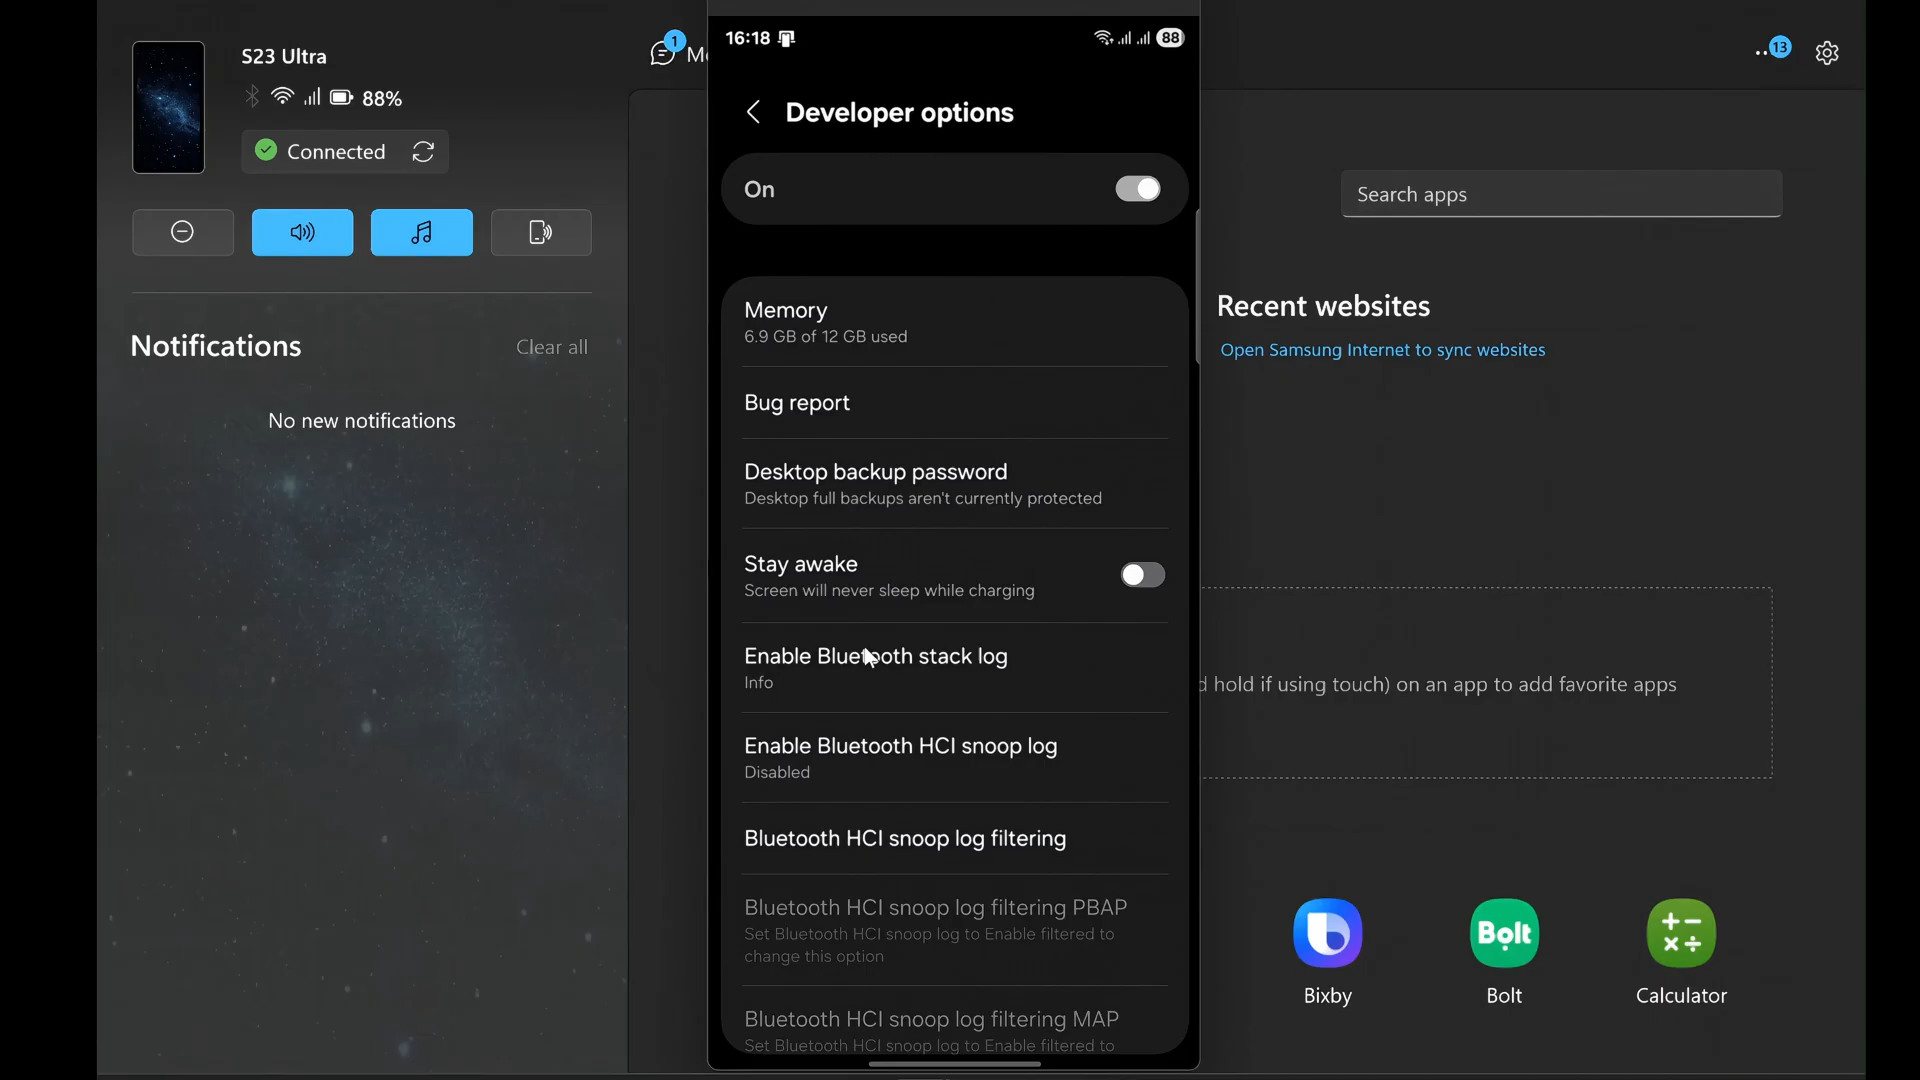 S23 Ultra
88%
Connected
Notifications
Clear all
No new notifications
1
13
16:18
88
Developer options
On
Memory
6.9 GB of 12 GB used
Bug report
Desktop backup password
Desktop full backups aren't currently protected
Stay awake
Screen will never sleep while charging
Enable Bluetooth stack log
Info
Enable Bluetooth HCI snoop log
Disabled
Bluetooth HCI snoop log filtering
Bluetooth HCI snoop log filtering PBAP
Set Bluetooth HCI snoop log to Enable filtered to
change this option
Bluetooth HCI snoop log filtering MAP
Set Bluetooth HCI snoop log to Enable filtered to
Search apps
Recent websites
Open Samsung Internet to sync websites
hold if using touch) on an app to add favorite apps
Bolt
Bixby
Bolt
Calculator